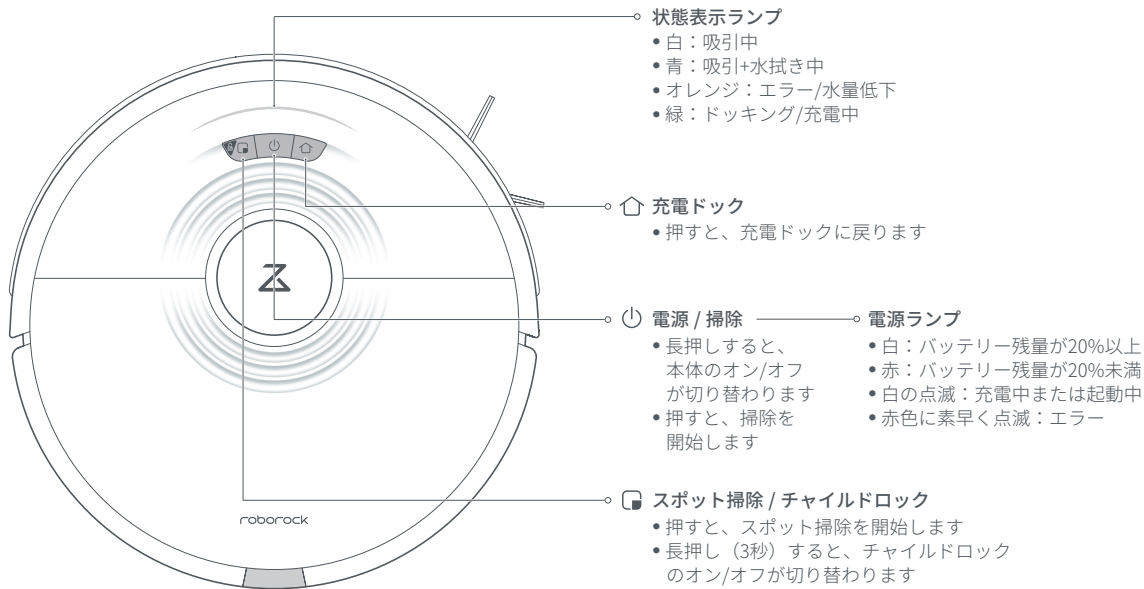 状態表示ランプ
• 白：吸引中
• 青：吸引+水拭き中
• オレンジ：エラー/水量低下
• 緑：ドッキング/充電中
充電ドック
• 押すと、充電ドックに戻ります
電源 / 掃除
• 長押しすると、
本体のオン/オフ
が切り替わります
• 押すと、掃除を
開始します
電源ランプ
• 白：バッテリー残量が20%以上
• 赤：バッテリー残量が20%未満
• 白の点滅：充電中または起動中
• 赤色に素早く点滅：エラー
スポット掃除 / チャイルドロック
• 押すと、スポット掃除を開始します
• 長押し（3秒）すると、チャイルドロック
のオン/オフが切り替わります
roborock